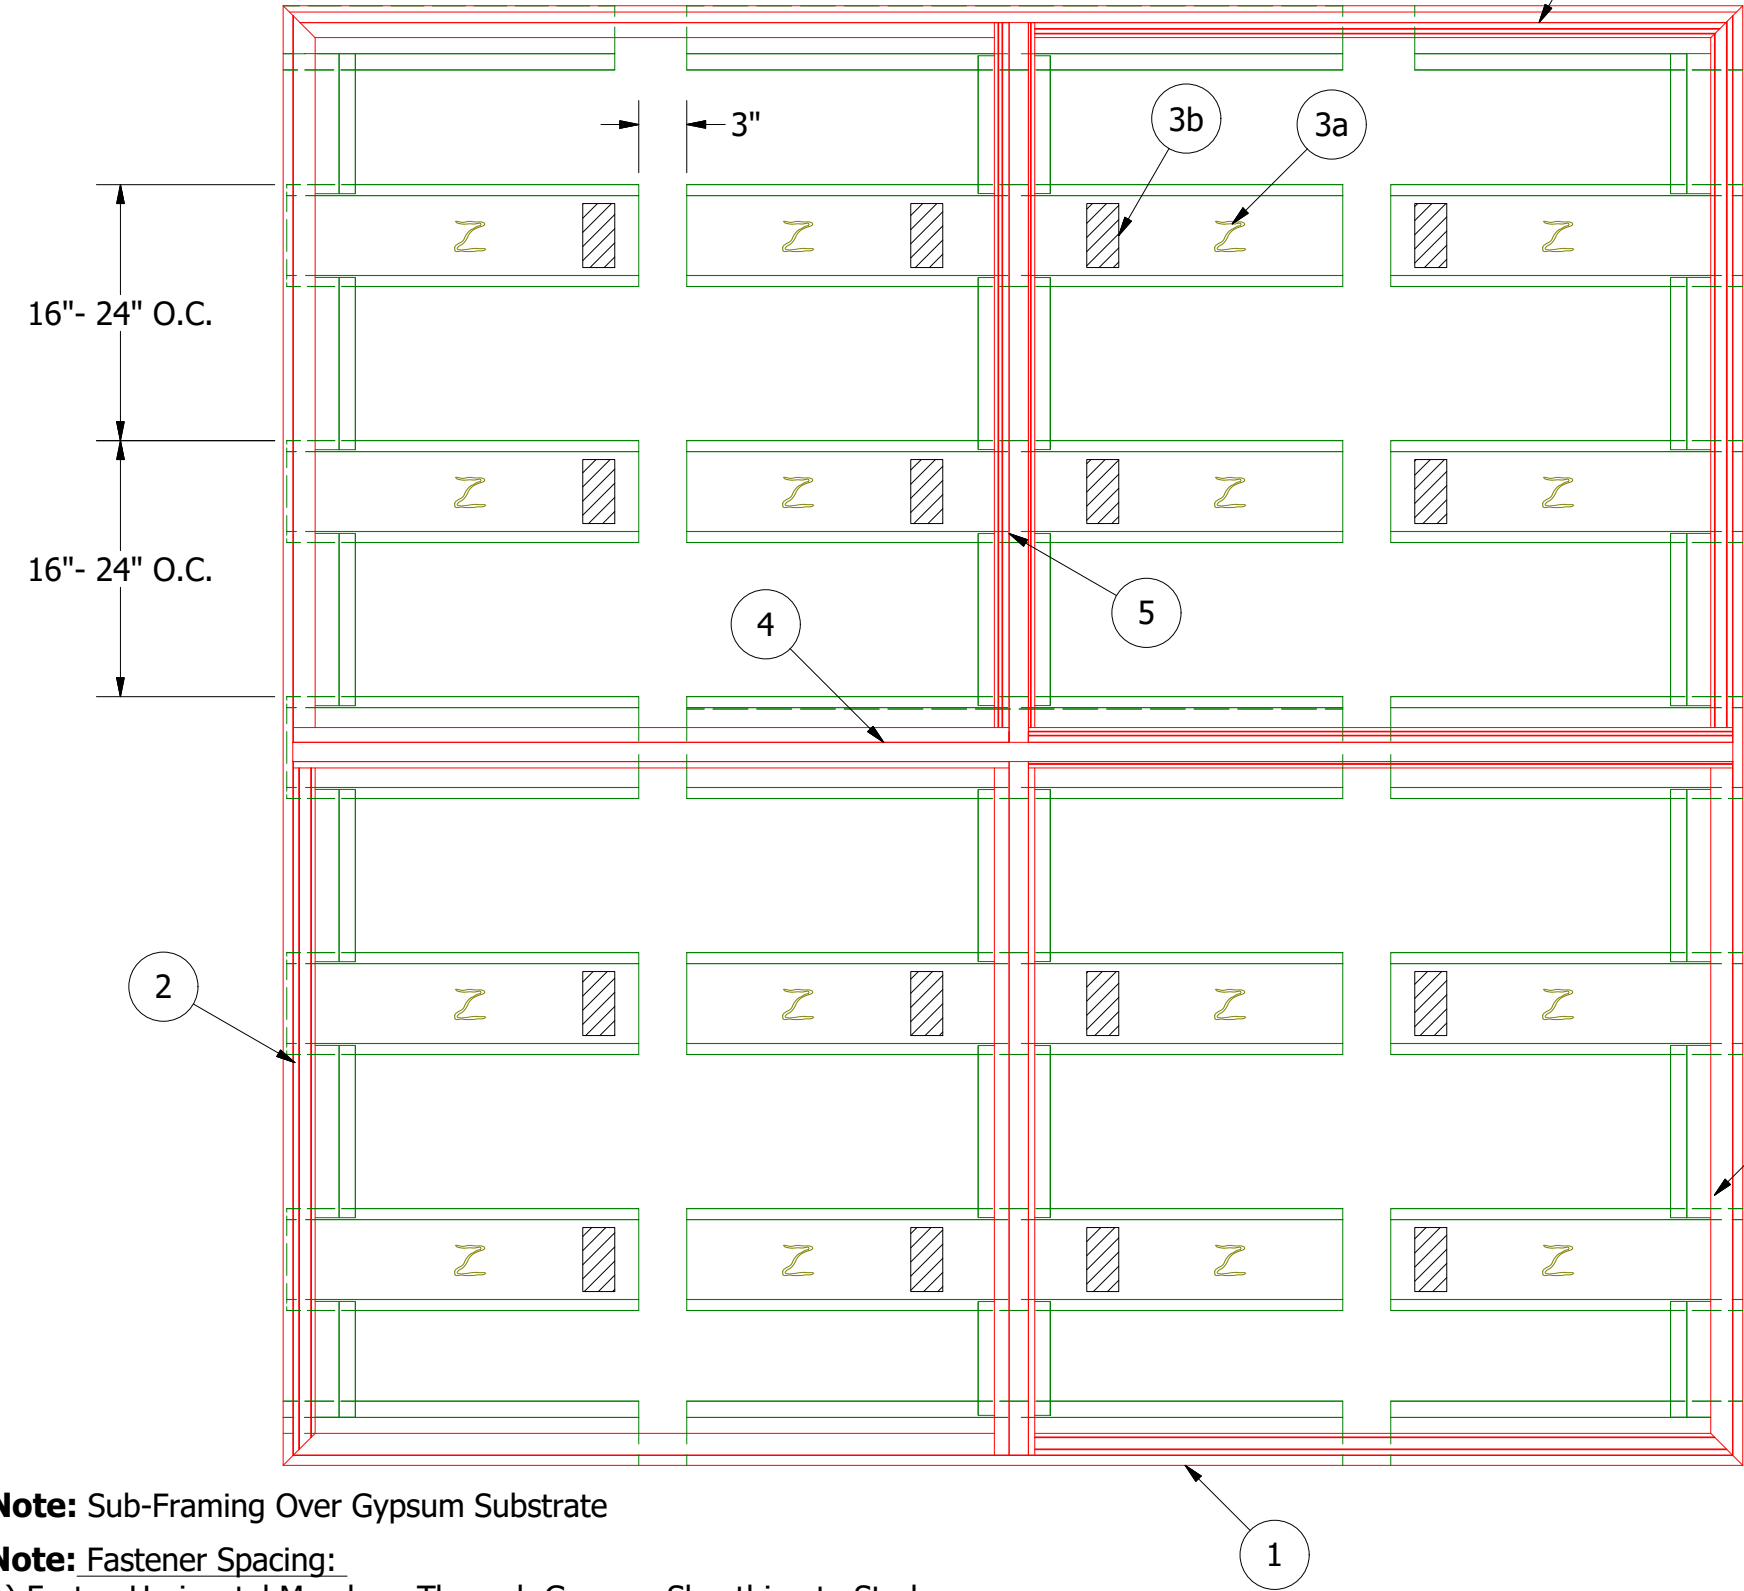 3"
3b
3a
16"- 24" O.C.
16"- 24" O.C.
5
4
2
Note: Sub-Framing Over Gypsum Substrate
1
Note: Fastener Spacing: